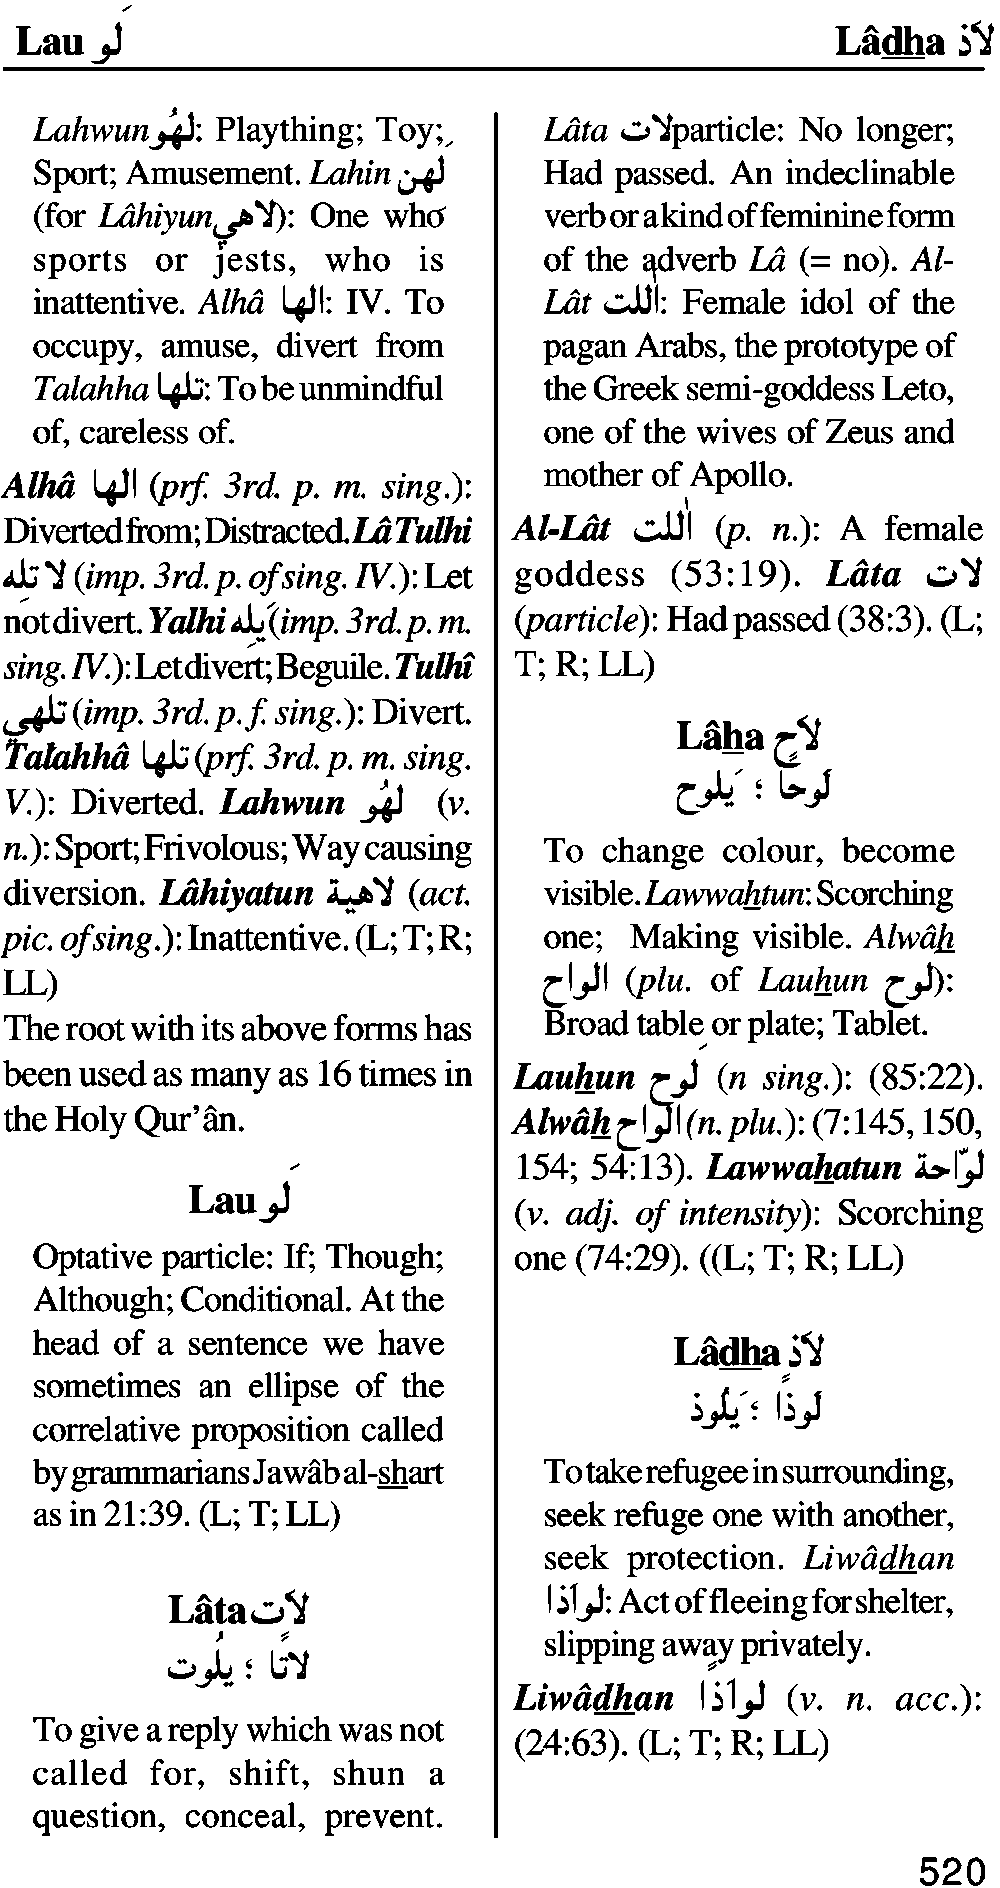 Lau لَو
Lâdha لاَذَ
Lahwun لهُو: Plaything; Toy;
Sport; Amusement. Lahin لهن
(for Lâhiyun لاهي): One who
sports or jests, who is
inattentive. Alhâ الها: IV. To
occupy, amuse, divert from
Talahha تلها: To be unmindful
of, careless of.
Alhâ الها (prf. 3rd. p. m. sing.):
Diverted from; Distracted. Lâ Tulhi
لا تلهِ (imp. 3rd. p. of sing. IV.): Let
not divert. Yalhi يَلهِ (imp. 3rd. p. m.
sing. IV.): Let divert; Beguile. Tulhî
تلهي (imp. 3rd. p. f. sing.): Divert.
Talahhâ تلها (prf. 3rd. p. m. sing.
V.): Diverted. Lahwun لهُو (v.
n.): Sport; Frivolous; Way causing
diversion. Lâhiyatun لاهية (act.
pic. of sing.): Inattentive. (L; T; R;
LL)
The root with its above forms has
been used as many as 16 times in
the Holy Qur’ân.
Lau لَو
Optative particle: If; Though;
Although; Conditional. At the
head of a sentence we have
sometimes an ellipse of the
correlative proposition called
by grammarians Jawâb al-shart
as in 21:39. (L; T; LL)
Lâta لاَتَ
لاتًا ؛ يلُوت
To give a reply which was not
called for, shift, shun a
question, conceal, prevent.
Lâta لات particle: No longer;
Had passed. An indeclinable
verb or a kind of feminine form
of the adverb Lâ (= no). Al-
Lât اللٰت: Female idol of the
pagan Arabs, the prototype of
the Greek semi-goddess Leto,
one of the wives of Zeus and
mother of Apollo.
Al-Lât اللٰت (p. n.): A female
goddess (53:19). Lâta لات
(particle): Had passed (38:3). (L;
T; R; LL)
Lâha لاَحَ
لَوحًا ؛ يَلوح
To change colour, become
visible. Lawwahtun: Scorching
one; Making visible. Alwâh
الواح (plu. of Lauhun لوح):
Broad table or plate; Tablet.
Lauhun لَوح (n sing.): (85:22).
Alwâh الواح (n. plu.): (7:145, 150,
154; 54:13). Lawwahatun لوّاحة
(v. adj. of intensity): Scorching
one (74:29). ((L; T; R; LL)
Lâdha لاَذَ
لَوذًا ؛ يَلُوذ
To take refugee in surrounding,
seek refuge one with another,
seek protection. Liwâdhan
لواَذا: Act of fleeing for shelter,
slipping away privately.
Liwâdhan لواذًا (v. n. acc.):
(24:63). (L; T; R; LL)
520